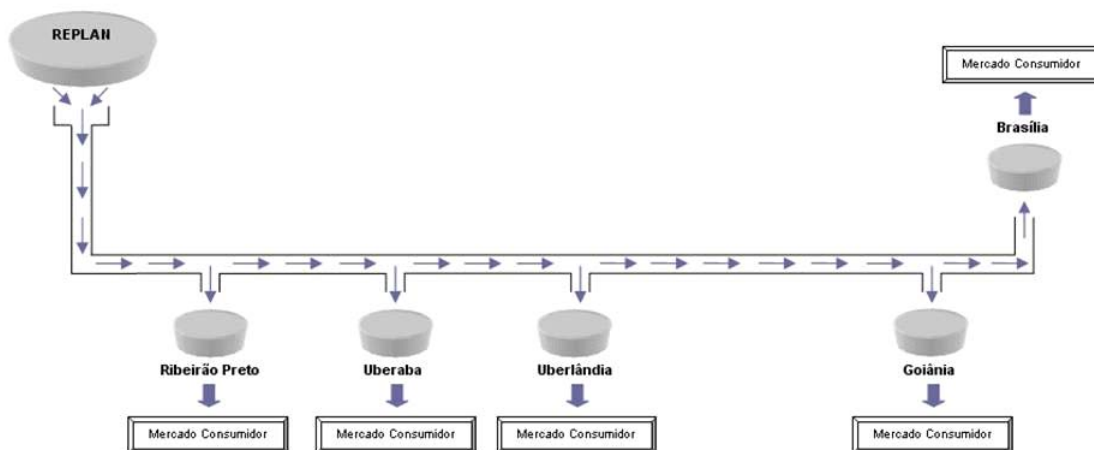 REPLAN
Mercado Consumidor
Brasília
Ribeirão Preto
Uberaba
Uberlândia
Goiânia
Mercado Consumidor
Mercado Consumidor
Mercado Consumidor
Mercado Consumidor